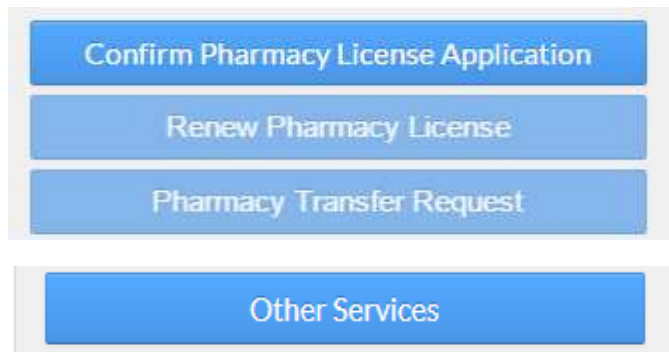 Confirm Pharmacy License Application
Renew Pharmacy License
Pharmacy Transfer Request
Other Services